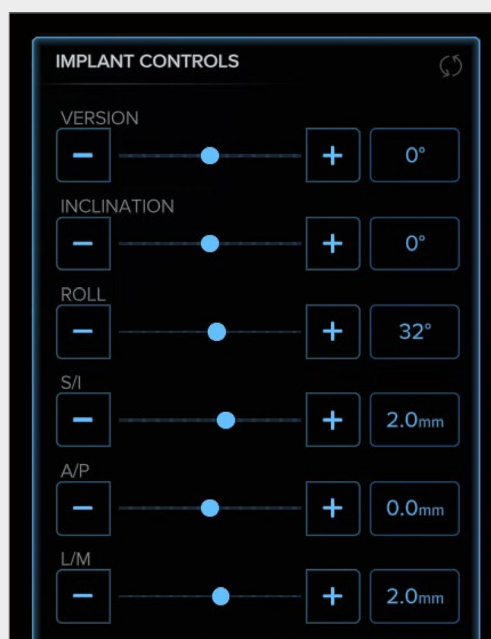 IMPLANT CONTROLS
VERSION
− + 0°
INCLINATION
− + 0°
ROLL
− + 32°
S/I
− + 2.0mm
A/P
− + 0.0mm
L/M
− + 2.0mm